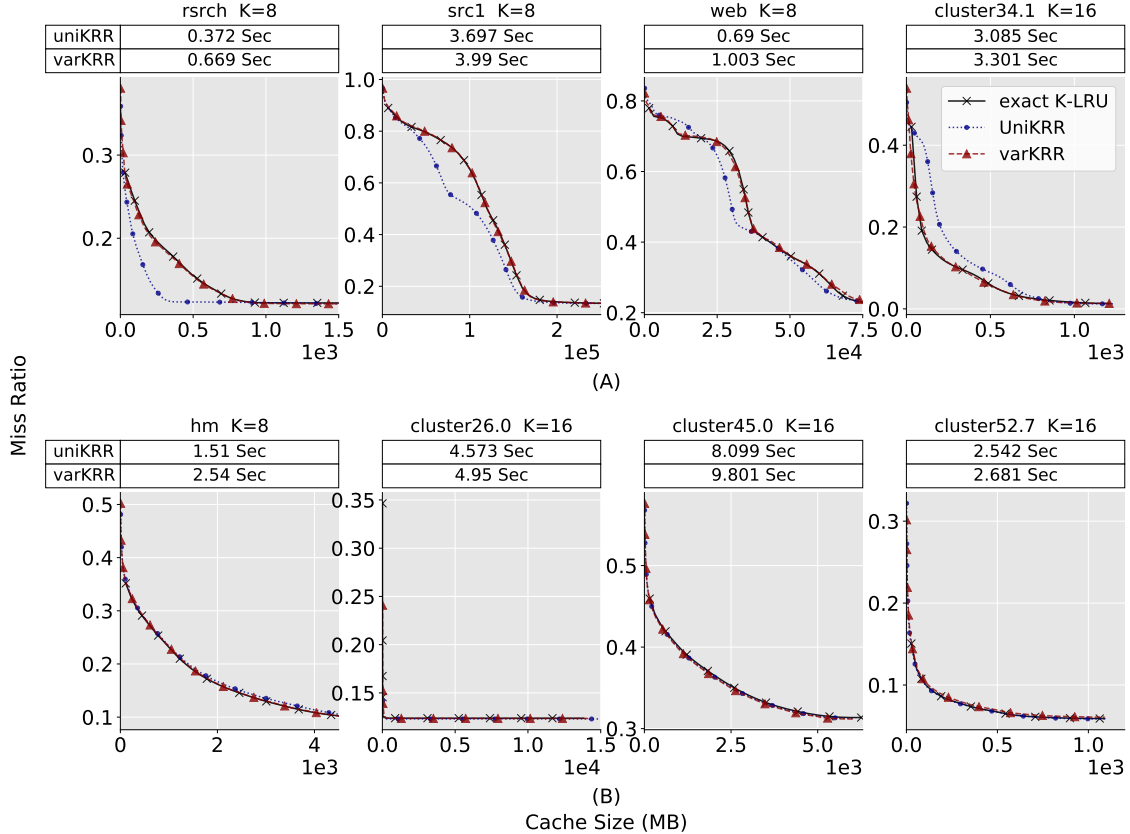 rsrch K=8
src1 K=8
web K=8
cluster34.1 K=16
uniKRR 0.372 Sec 3.697 Sec 0.69 Sec 3.085 Sec
varKRR 0.669 Sec 3.99 Sec 1.003 Sec 3.301 Sec
0.3
0.2
0.0 0.5 1.0 1.5
1e3
1.0
0.8
0.6
0.4
0.2
0 1 2
1e5
0.8
0.6
0.4
0.2
0.0 2.5 5.0 7.5
1e4
exact K-LRU
UniKRR
varKRR
0.4
0.2
0.0
0.0 0.5 1.0
1e3
(A)
Miss Ratio
hm K=8
cluster26.0 K=16
cluster45.0 K=16
cluster52.7 K=16
uniKRR 1.51 Sec 4.573 Sec 8.099 Sec 2.542 Sec
varKRR 2.54 Sec 4.95 Sec 9.801 Sec 2.681 Sec
0.5
0.4
0.3
0.2
0.1
0 2 4
1e3
0.35
0.30
0.25
0.20
0.15
0.0 0.5 1.0 1.5
1e4
0.5
0.4
0.3
0.0 2.5 5.0
1e3
0.3
0.2
0.1
0.0 0.5 1.0
1e3
(B)
Cache Size (MB)